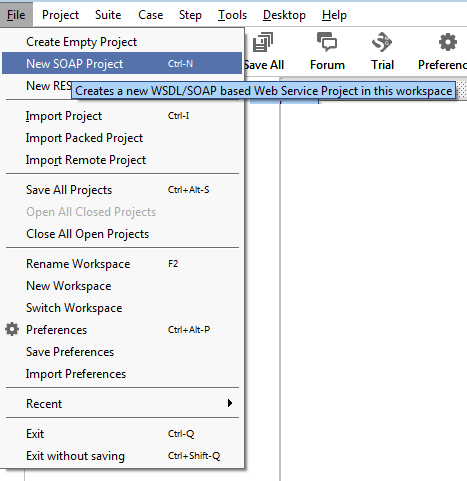 File Project Suite Case Step Tools Desktop Help
Save All Forum Trial
Create Empty Project
New SOAP Project Ctrl-N
New RES
Creates a new WSDL/SOAP based Web Service Project in this workspace
Import Project Ctrl-I
Import Packed Project
Import Remote Project
Save All Projects Ctrl+Alt-S
Open All Closed Projects
Close All Open Projects
Rename Workspace F2
New Workspace
Switch Workspace
Preferences Ctrl+Alt-P
Save Preferences
Import Preferences
Recent
Exit Ctrl-Q
Exit without saving Ctrl+Shift-Q